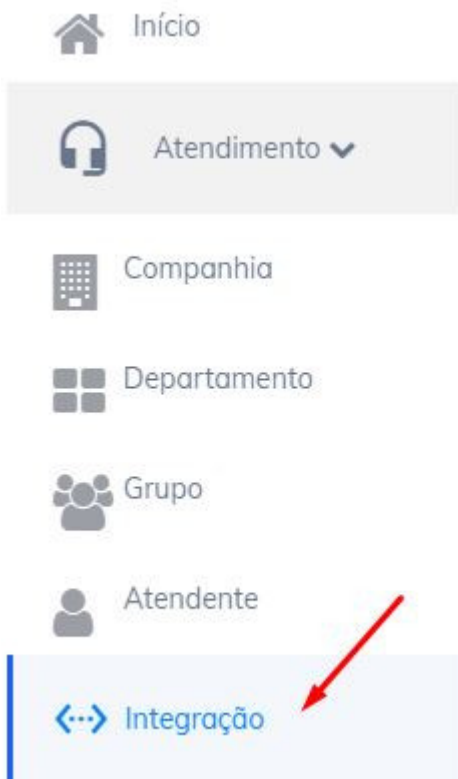 Início
Atendimento
Companhia
Departamento
Grupo
Atendente
Integração